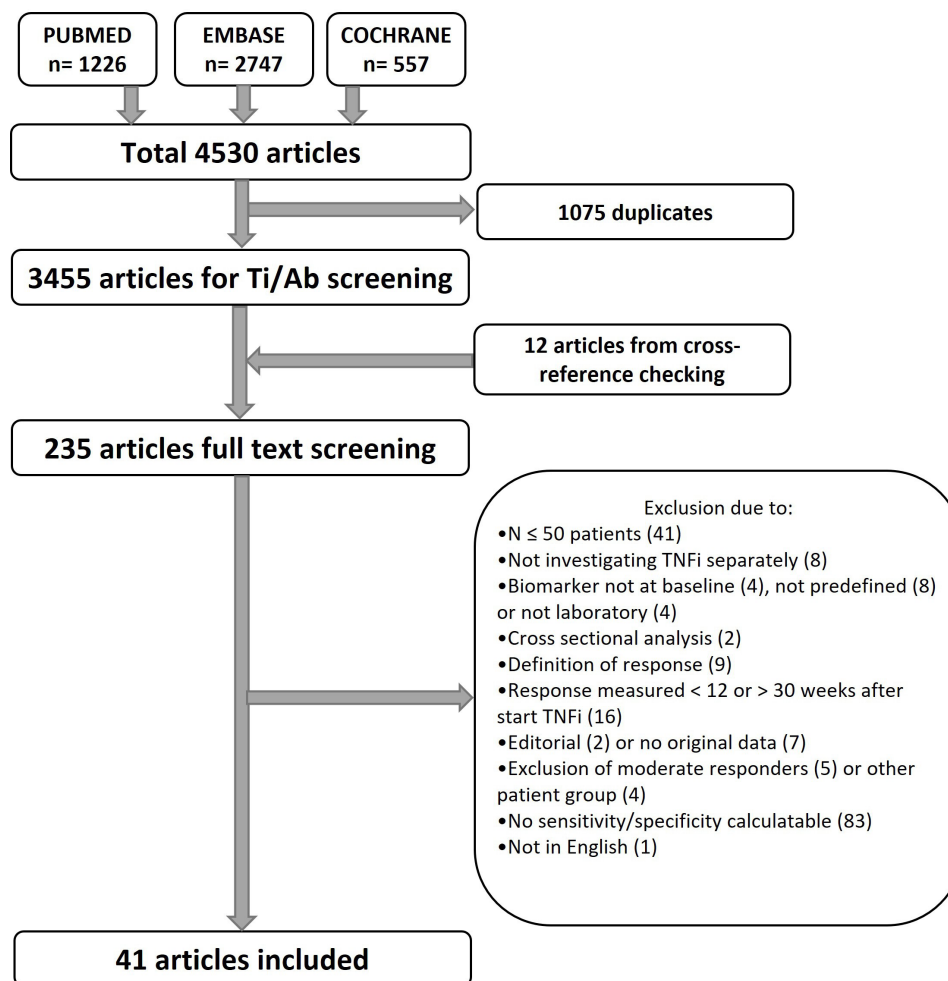 PUBMED
n= 1226
EMBASE
n= 2747
COCHRANE
n= 557
Total 4530 articles
1075 duplicates
3455 articles for Ti/Ab screening
12 articles from cross-
reference checking
235 articles full text screening
Exclusion due to:
•N ≤ 50 patients (41)
•Not investigating TNFi separately (8)
•Biomarker not at baseline (4), not predefined (8)
or not laboratory (4)
•Cross sectional analysis (2)
•Definition of response (9)
•Response measured < 12 or > 30 weeks after
start TNFi (16)
•Editorial (2) or no original data (7)
•Exclusion of moderate responders (5) or other
patient group (4)
•No sensitivity/specificity calculatable (83)
•Not in English (1)
41 articles included